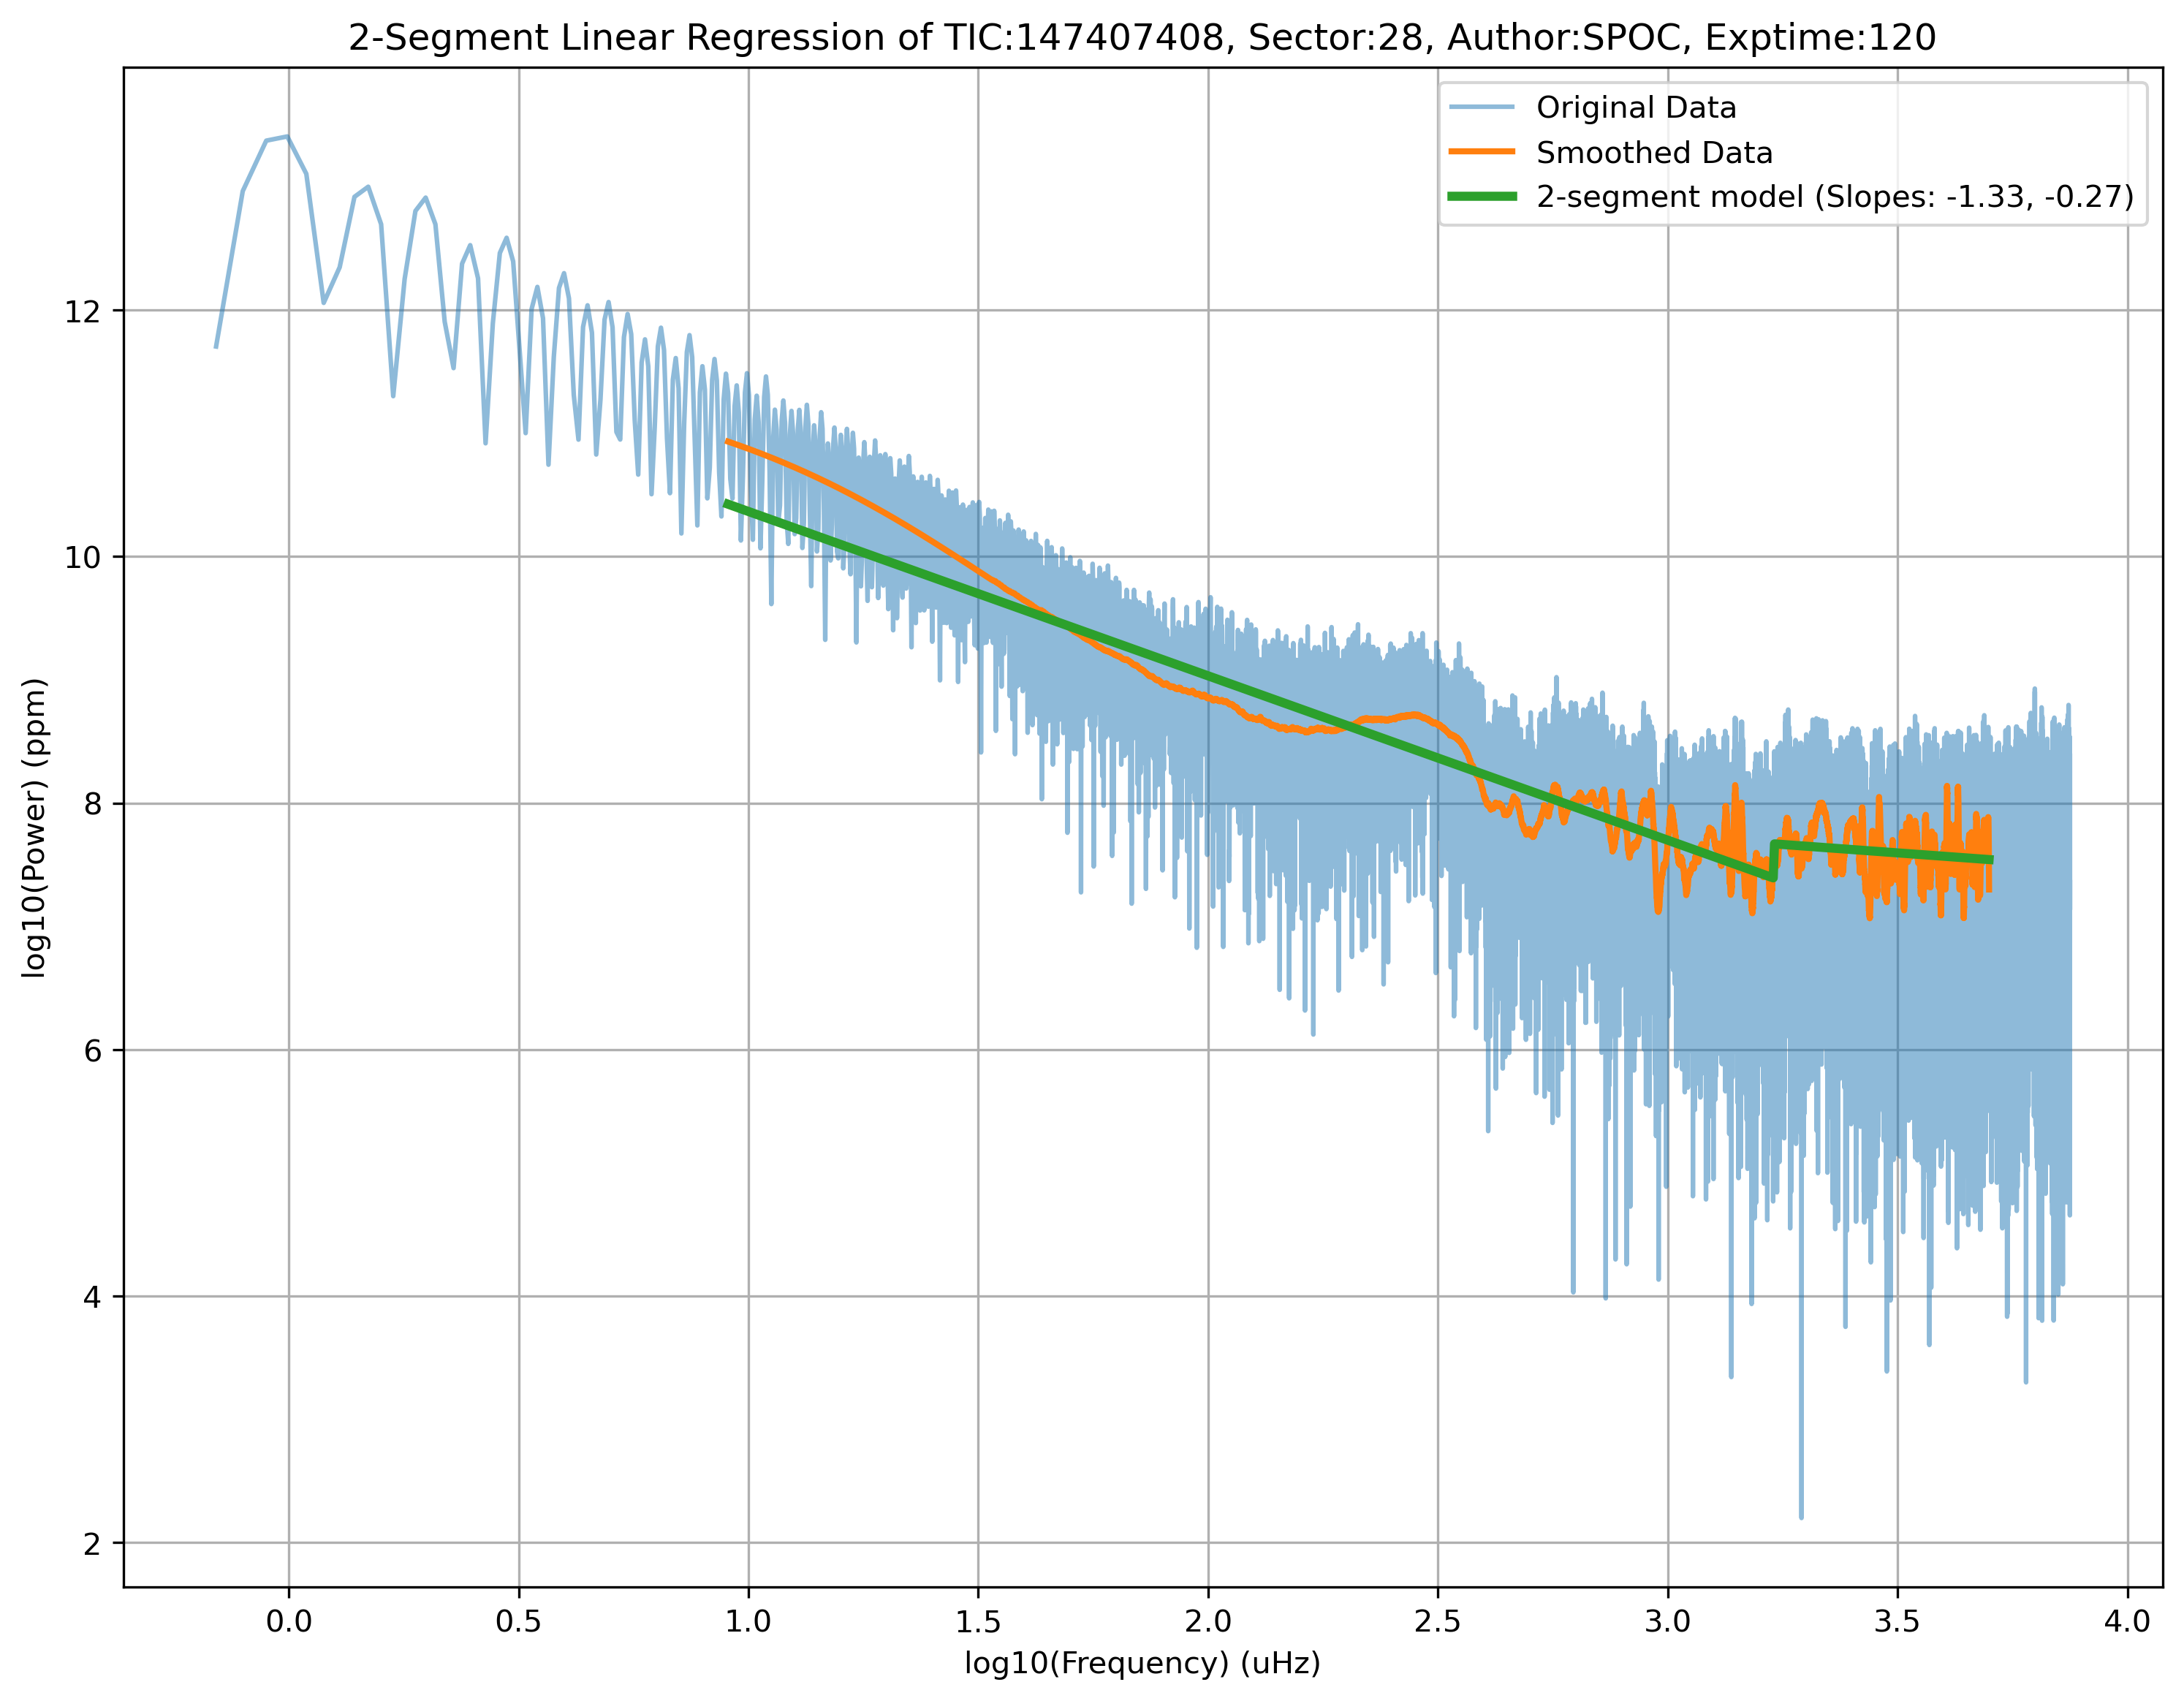 2-Segment Linear Regression of TIC:147407408, Sector:28, Author:SPOC, Exptime:120
Original Data
Smoothed Data
2-segment model (Slopes: -1.33, -0.27)
log10(Power) (ppm)
12
10
8
6
4
2
0.0 0.5 1.0 1.5 2.0 2.5 3.0 3.5 4.0
log10(Frequency) (uHz)